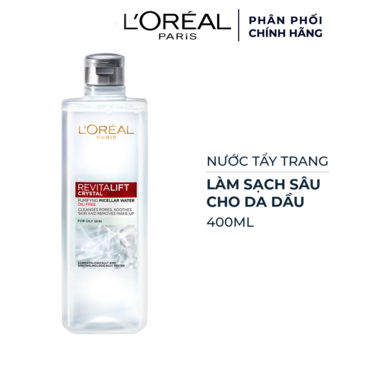 L'ORÉAL
PARIS
PHÂN PHỐI
CHÍNH HÃNG
L'ORÉAL
PARIS
REVITALIFT
CRYSTAL
PURIFYING MICELLAR WATER
OIL-FREE
CLEANSES PORES, SOOTHES
SKIN AND REMOVES MAKE-UP
FOR OILY SKIN
NƯỚC TẨY TRANG
LÀM SẠCH SÂU
CHO DA DẦU
400ML